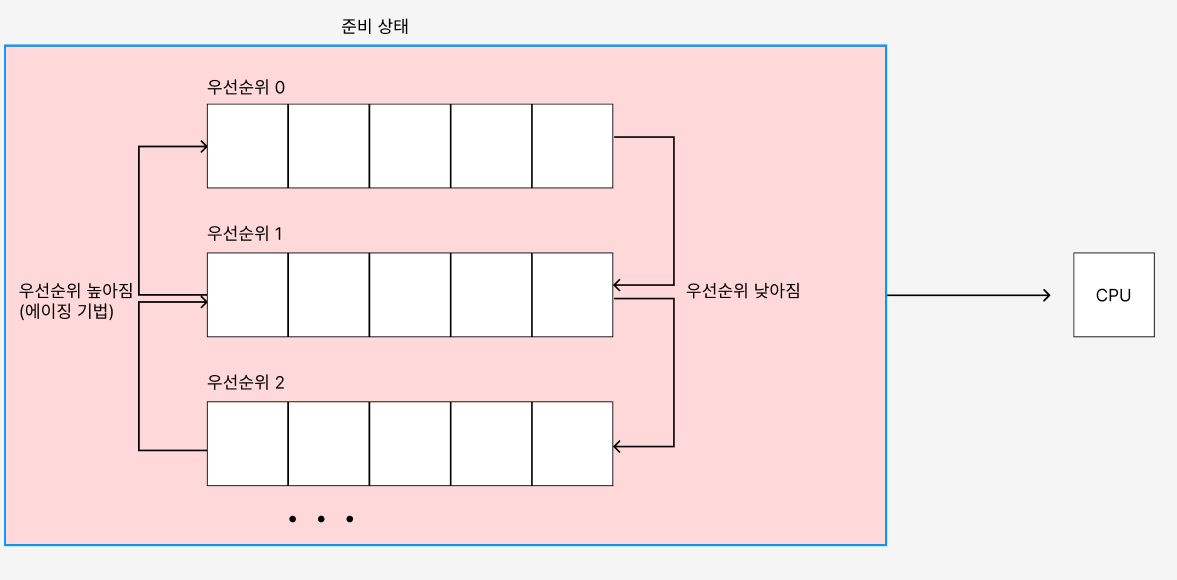 준비 상태
우선순위 0
우선순위 1
우선순위 높아짐
(에이징 기법)
우선순위 낮아짐
CPU
우선순위 2